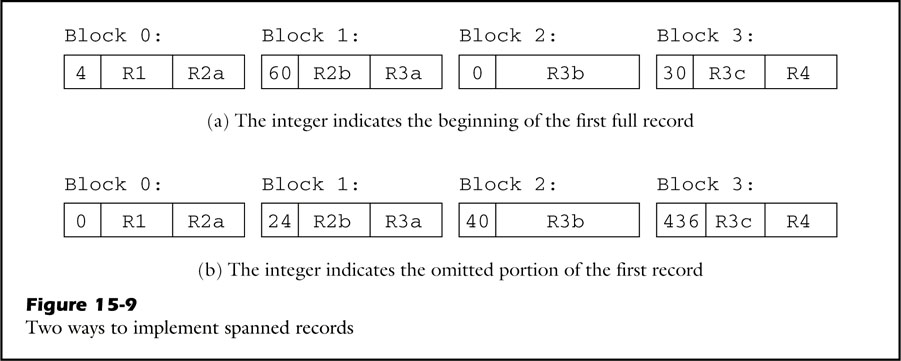 Block 0: Block 1: Block 2: Block 3:
4 R1 R2a 60 R2b R3a 0 R3b 30 R3c R4
(a) The integer indicates the beginning of the first full record
Block 0: Block 1: Block 2: Block 3:
0 R1 R2a 24 R2b R3a 40 R3b 436 R3c R4
(b) The integer indicates the omitted portion of the first record
Figure 15-9
Two ways to implement spanned records